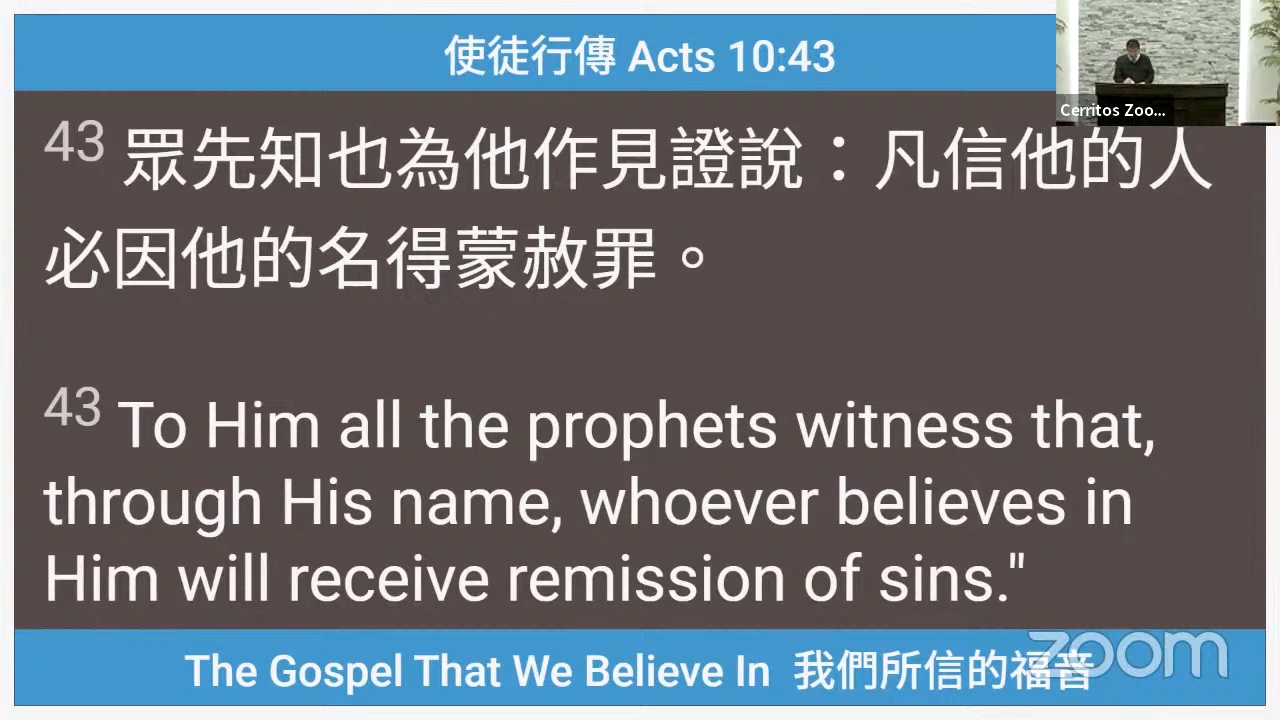 使徒行傳 Acts 10:43
Cerritos Zoo...
43 眾先知也為他作見證說：凡信他的人
必因他的名得蒙赦罪。
43 To Him all the prophets witness that,
through His name, whoever believes in
Him will receive remission of sins."
The Gospel That We Believe In 我們所信的福音
zoom